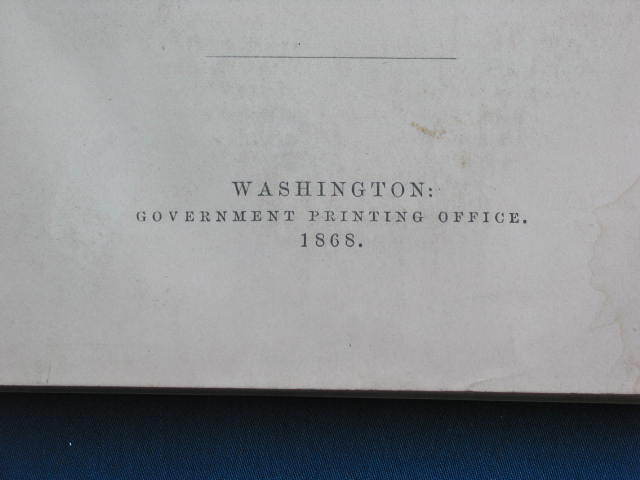 WASHINGTON:
GOVERNMENT PRINTING OFFICE.
1868.